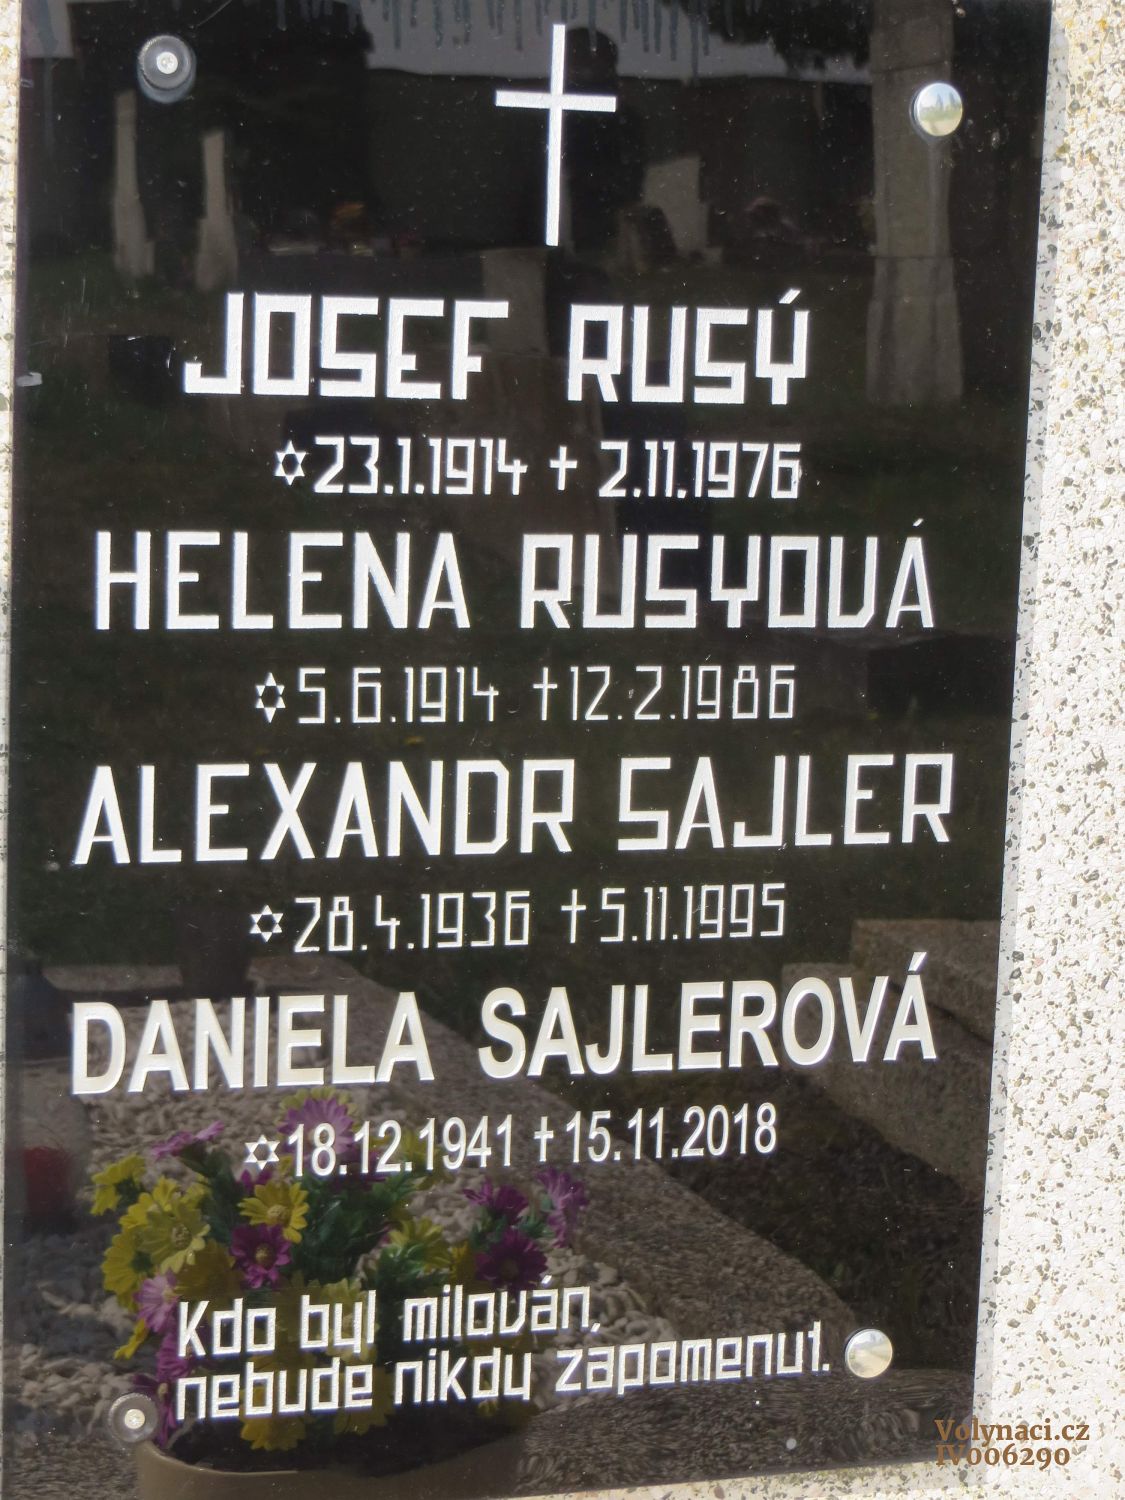 JOSEF RUSÝ
✡23.1.1914 ✝ 2.11.1976
HELENA RUSYOVÁ
✡5.6.1914 ✝12.2.1986
ALEXANDR SAJLER
✡28.4.1936 ✝5.11.1995
DANIELA SAJLEROVÁ
✡18.12.1941 ✝15.11.2018
Kdo byl milován,
nebude nikdy zapomenut.
Volynaci.cz
IV006290